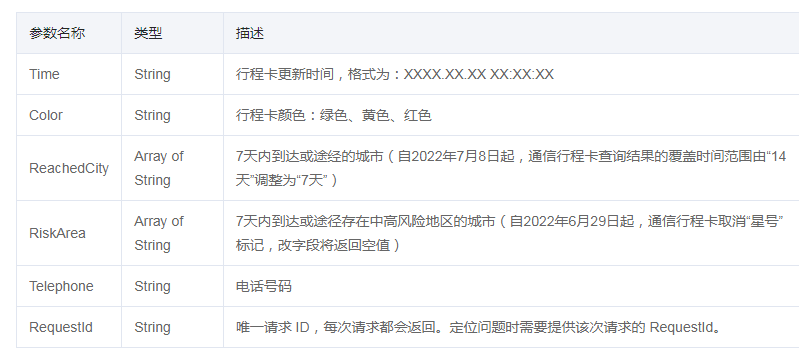 参数名称 类型 描述
Time String 行程卡更新时间，格式为：XXXX.XX.XX XX:XX:XX
Color String 行程卡颜色：绿色、黄色、红色
ReachedCity Array of String 7天内到达或途经的城市（自2022年7月8日起，通信行程卡查询结果的覆盖时间范围由“14
天”调整为“7天”）
RiskArea Array of String 7天内到达或途径存在中高风险地区的城市（自2022年6月29日起，通信行程卡取消“星号”
标记，改字段将返回空值）
Telephone String 电话号码
RequestId String 唯一请求 ID，每次请求都会返回。定位问题时需要提供该次请求的 RequestId。